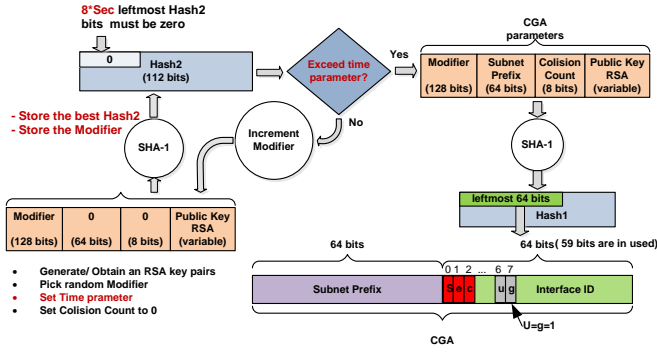 8*Sec leftmost Hash2
bits must be zero
0
Hash2
(112 bits)
Exceed time
parameter?
Yes
No
CGA
parameters
Modifier
(128 bits)
Subnet
Prefix
(64 bits)
Colision
Count
(8 bits)
Public Key
RSA
(variable)
- Store the best Hash2
- Store the Modifier
SHA-1
Increment
Modifier
SHA-1
leftmost 64 bits
Hash1
Modifier
(128 bits)
0
(64 bits)
0
(8 bits)
Public Key
RSA
(variable)
64 bits
64 bits( 59 bits are in used)
0 1 2 ... 6 7
Subnet Prefix
S e c
u g
Interface ID
U=g=1
CGA
• Generate/ Obtain an RSA key pairs
• Pick random Modifier
• Set Time prameter
• Set Colision Count to 0